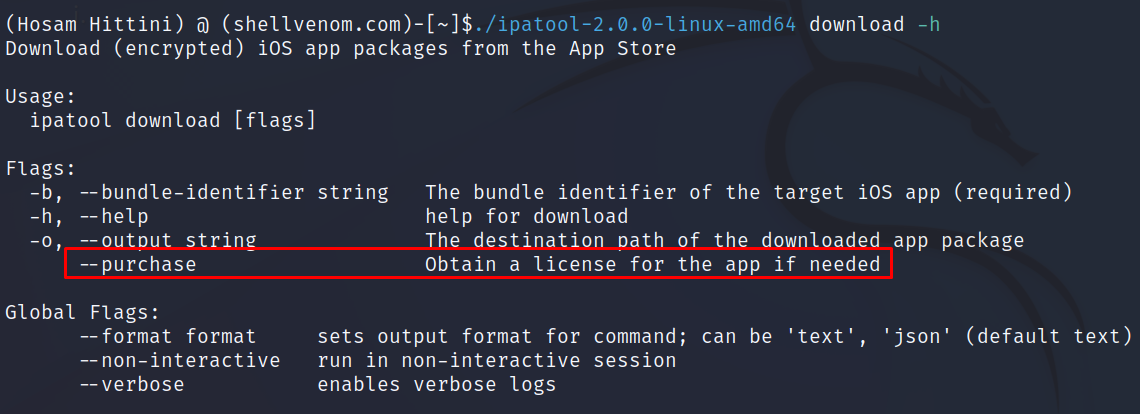 (Hosam Hittini) @ (shellvenom.com)-[~]$./ipatool-2.0.0-linux-amd64 download -h
Download (encrypted) iOS app packages from the App Store
Usage:
ipatool download [flags]
Flags:
-b, --bundle-identifier string The bundle identifier of the target iOS app (required)
-h, --help help for download
-o, --output string The destination path of the downloaded app package
--purchase Obtain a license for the app if needed
Global Flags:
--format format sets output format for command; can be 'text', 'json' (default text)
--non-interactive run in non-interactive session
--verbose enables verbose logs